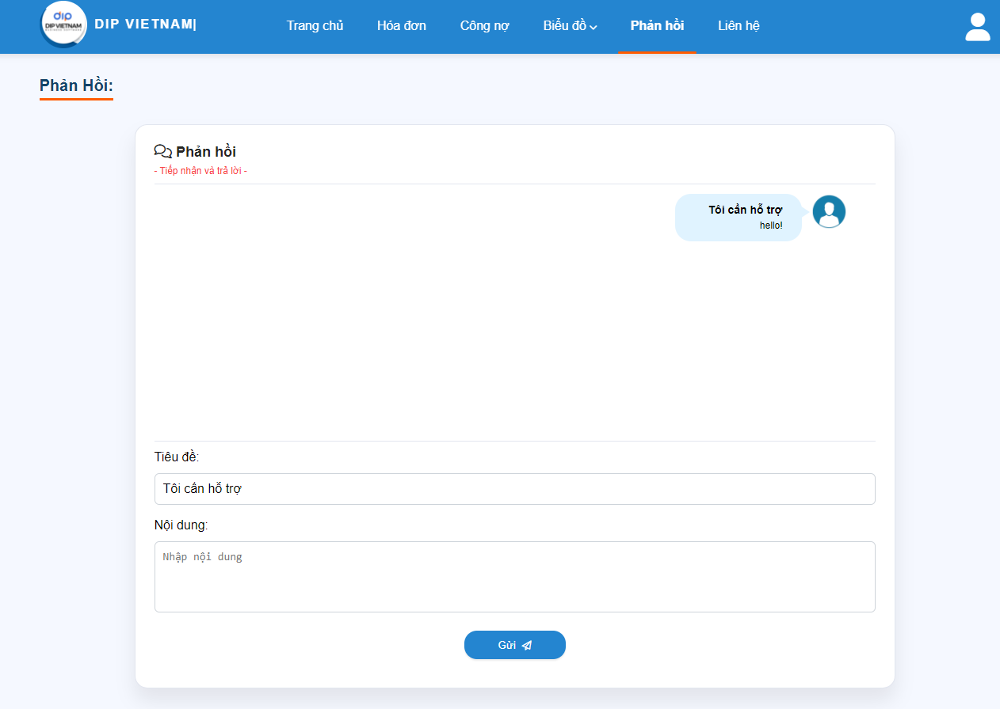 dip
DIP VIETNAM
DIP VIETNAM|
Trang chủ
Hóa đơn
Công nợ
Biểu đồ
Phản hồi
Liên hệ
Phản Hồi:
Phản hồi
- Tiếp nhận và trả lời -
Tôi cần hỗ trợ
hello!
Tiêu đề:
Tôi cần hỗ trợ
Nội dung:
Nhập nội dung
Gửi